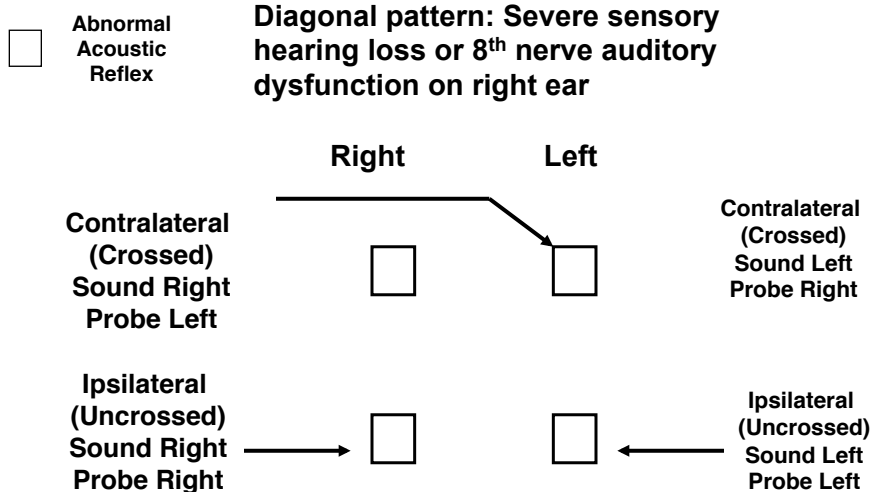 Abnormal
Acoustic
Reflex
Diagonal pattern: Severe sensory
hearing loss or 8th nerve auditory
dysfunction on right ear
Right
Left
Contralateral
(Crossed)
Sound Right
Probe Left
Contralateral
(Crossed)
Sound Left
Probe Right
Ipsilateral
(Uncrossed)
Sound Right
Probe Right
Ipsilateral
(Uncrossed)
Sound Left
Probe Left